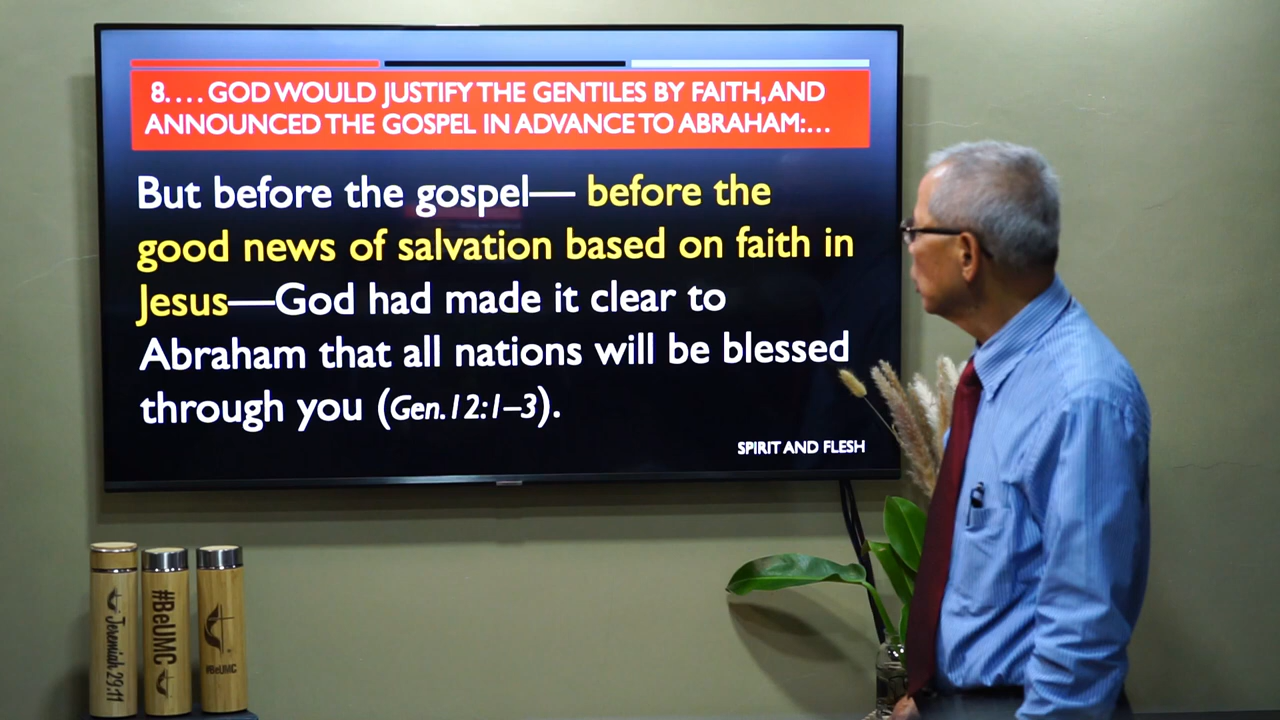 8. . . . GOD WOULD JUSTIFY THE GENTILES BY FAITH, AND
ANNOUNCED THE GOSPEL IN ADVANCE TO ABRAHAM:…
But before the gospel— before the
good news of salvation based on faith in
Jesus—God had made it clear to
Abraham that all nations will be blessed
through you (Gen.12:1–3).
SPIRIT AND FLESH
Jeremiah 29:11
#BeUMC
#BeUMC